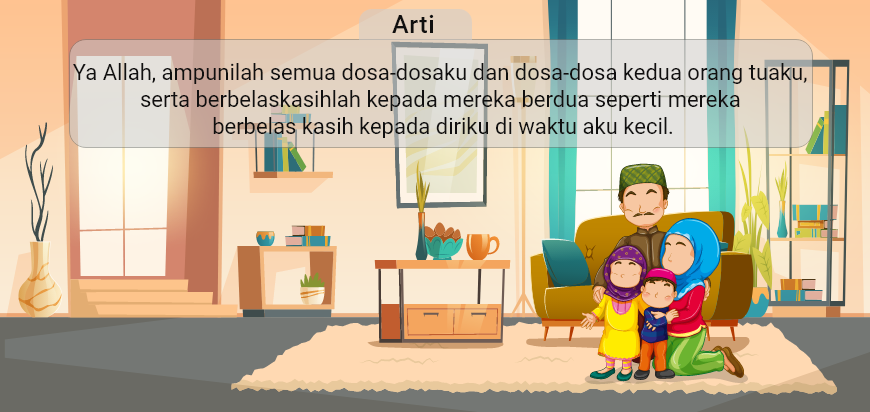 Arti
Ya Allah, ampunilah semua dosa-dosaku dan dosa-dosa kedua orang tuaku,
serta berbelaskasihlah kepada mereka berdua seperti mereka
berbelas kasih kepada diriku di waktu aku kecil.